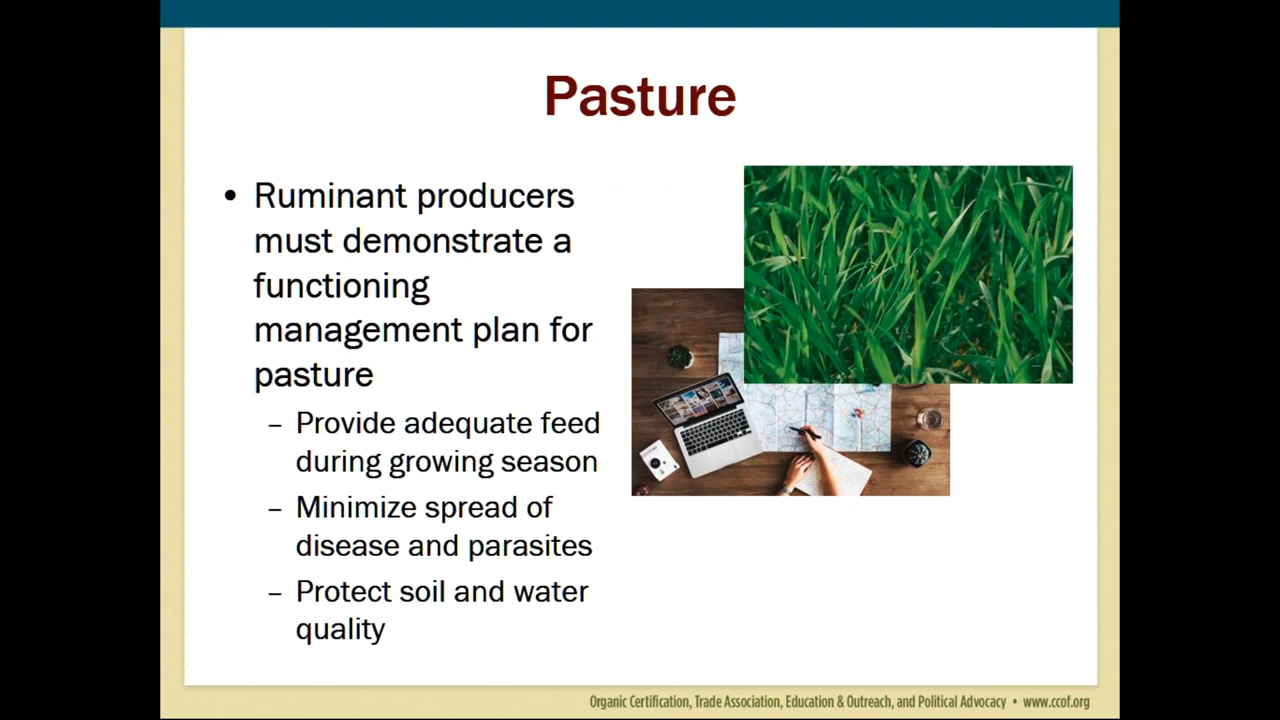 Pasture
• Ruminant producers
must demonstrate a
functioning
management plan for
pasture
– Provide adequate feed
during growing season
– Minimize spread of
disease and parasites
– Protect soil and water
quality
Organic Certification, Trade Association, Education & Outreach, and Political Advocacy • www.ccof.org